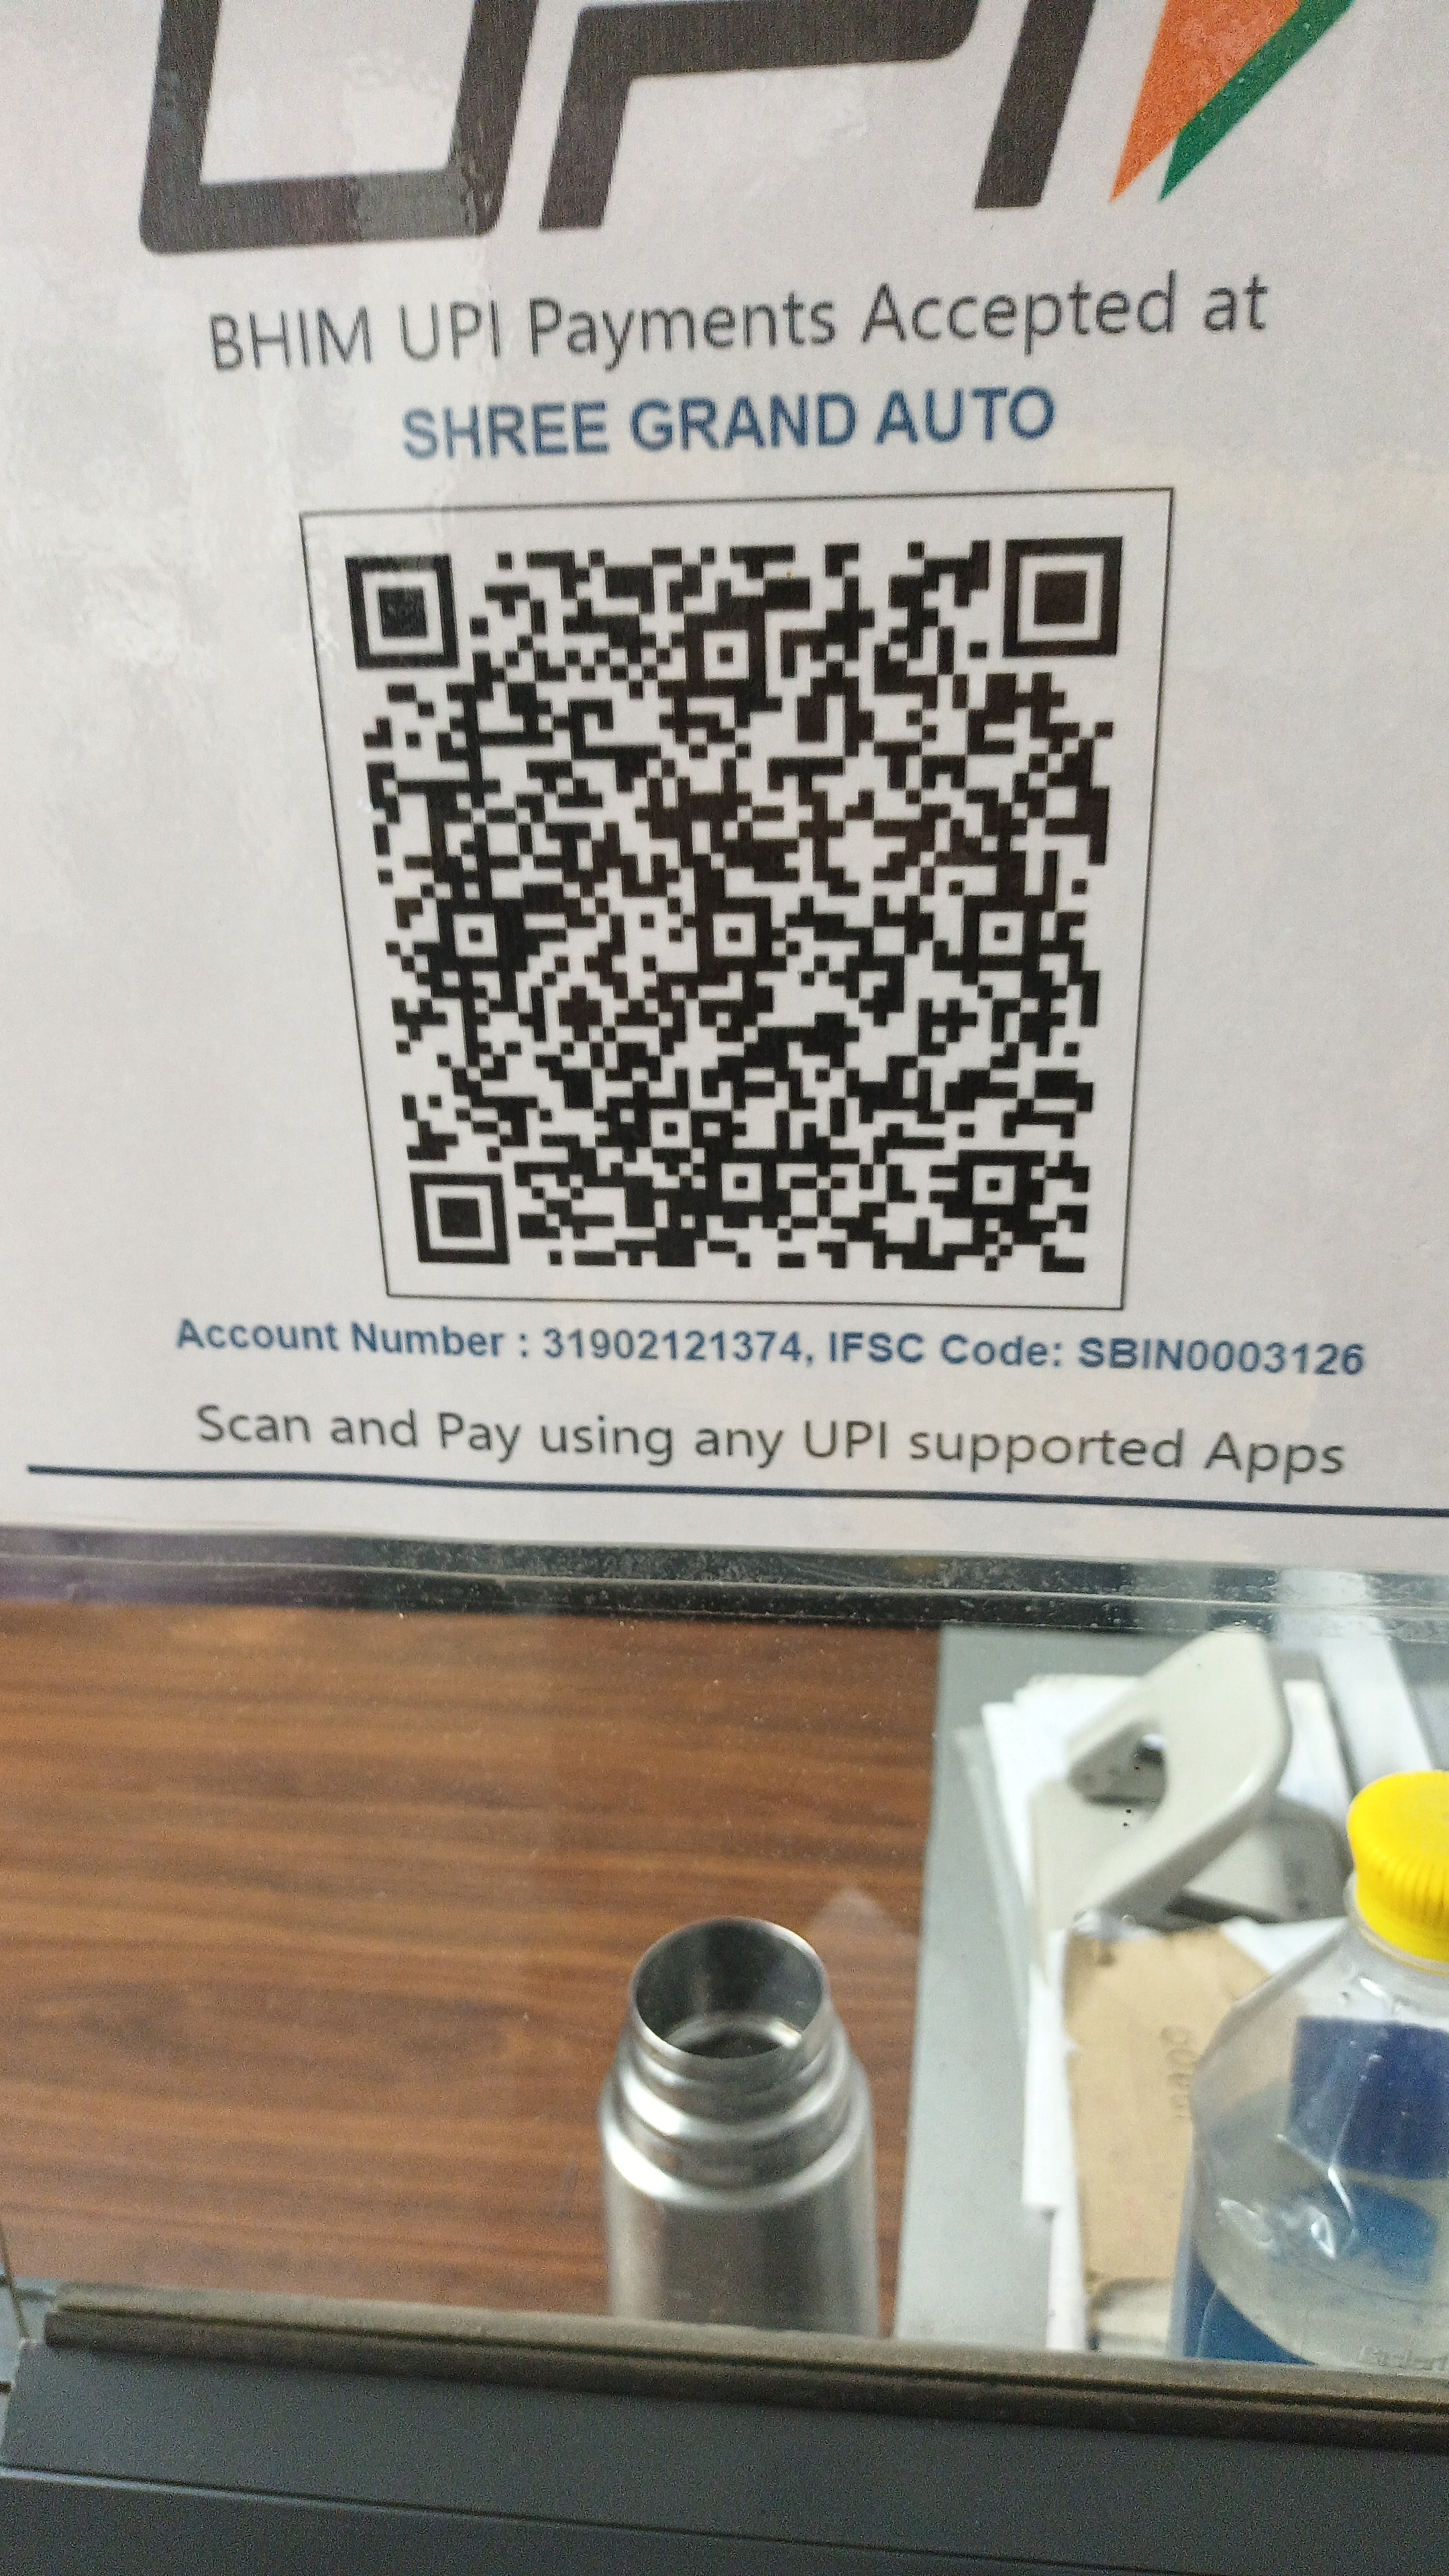 UPI
BHIM UPI Payments Accepted at
SHREE GRAND AUTO
Account Number : 31902121374, IFSC Code: SBIN0003126
Scan and Pay using any UPI supported Apps